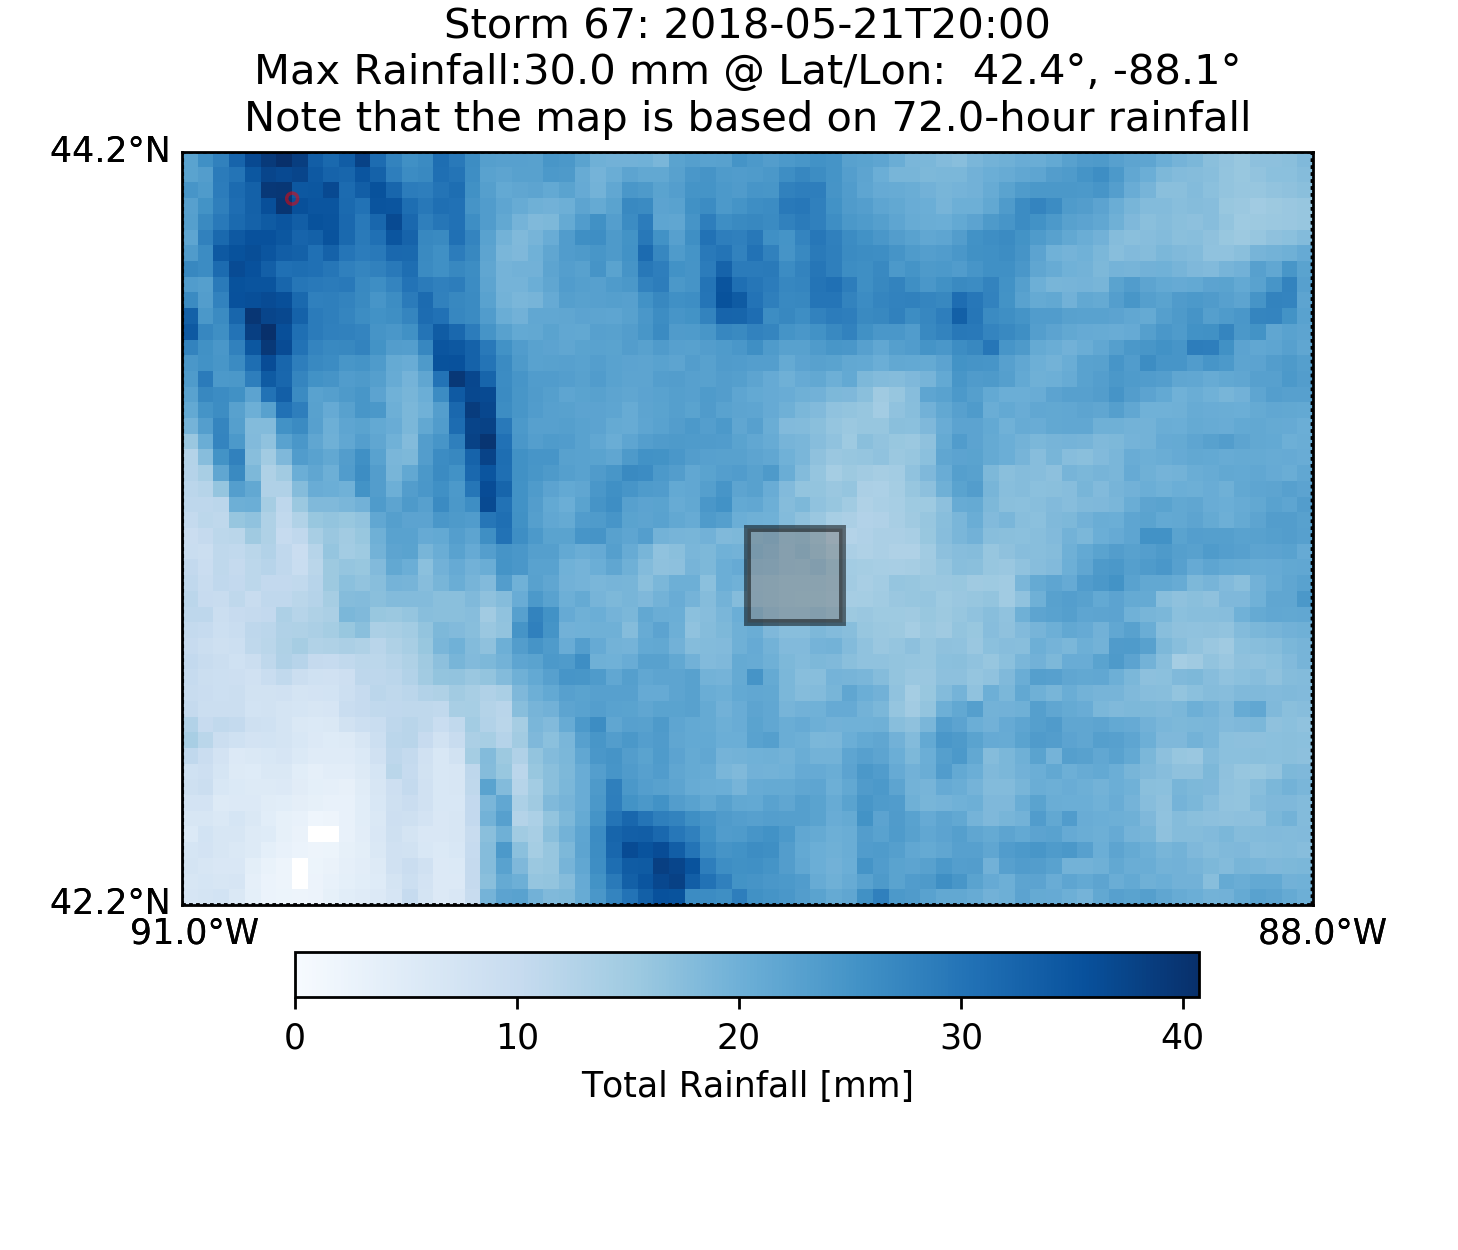 Storm 67: 2018-05-21T20:00
Max Rainfall:30.0 mm @ Lat/Lon:  42.4°, -88.1°
Note that the map is based on 72.0-hour rainfall
44.2°N
42.2°N
91.0°W
88.0°W
0 10 20 30 40
Total Rainfall [mm]